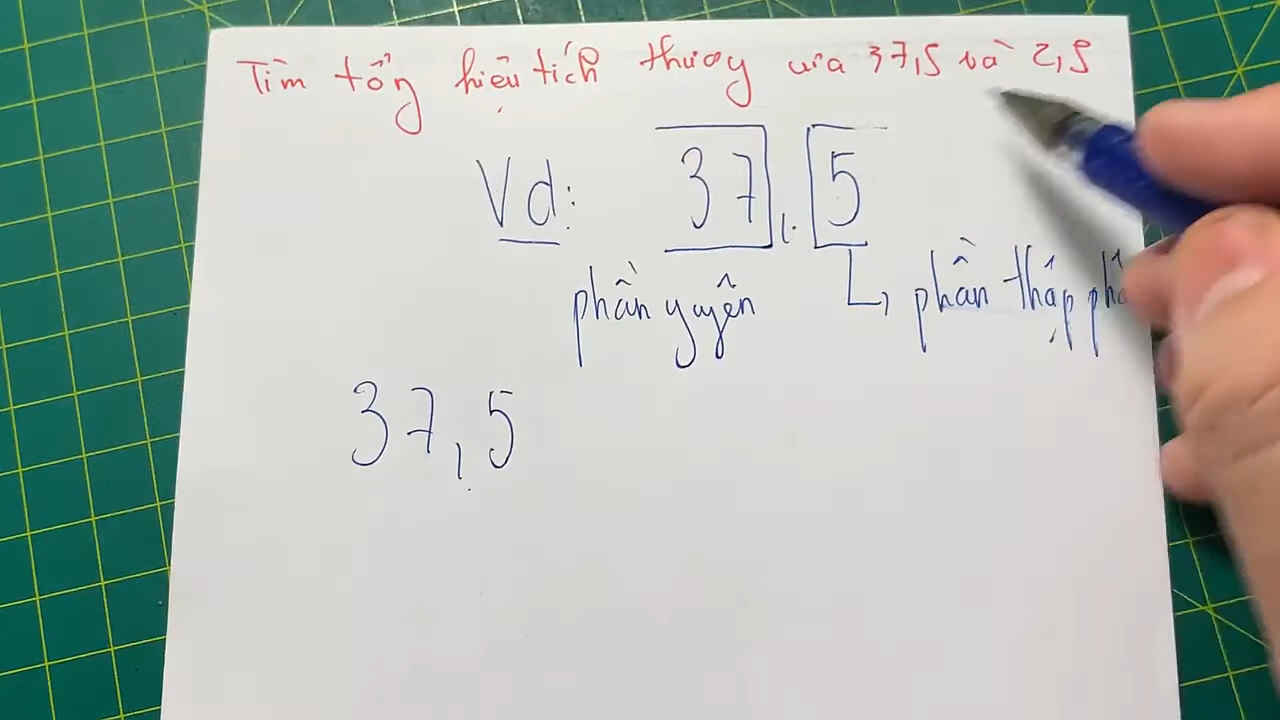 Tìm tổng hiệu tích thương của 37,5 và 2,5
Vd: 37,5
phần nguyên phần thập phâ
37,5